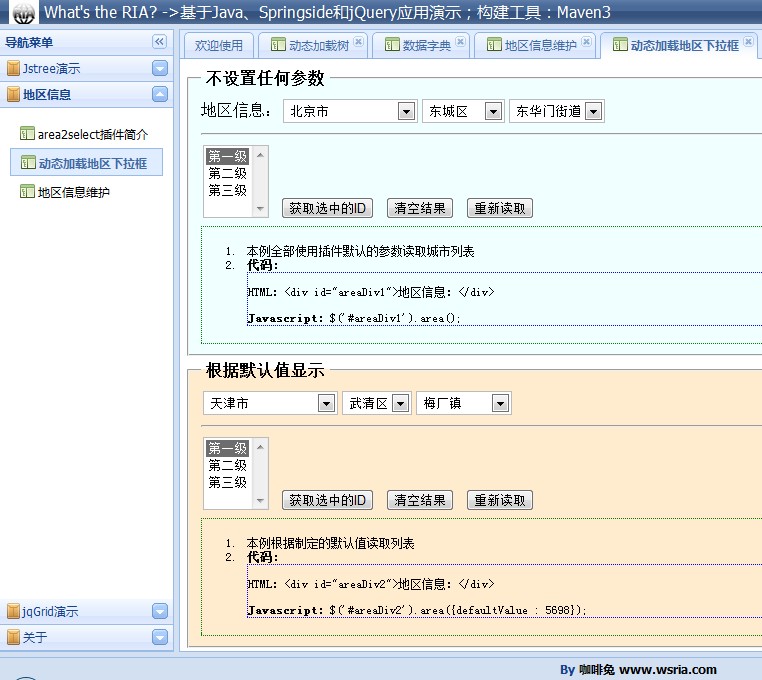 What's the RIA? ->基于Java、Springside和jQuery应用演示；构建工具：Maven3
导航菜单
欢迎使用 动态加载树 数据字典 地区信息维护 动态加载地区下拉框
Jstree演示
地区信息
area2select插件简介
动态加载地区下拉框
地区信息维护
jqGrid演示
关于
不设置任何参数
地区信息： 北京市 东城区 东华门街道
第一级
第二级
第三级
获取选中的ID 清空结果 重新读取
1. 本例全部使用插件默认的参数读取城市列表
2. 代码：
HTML: <div id="areaDiv1">地区信息：</div>
Javascript: $('#areaDiv1').area();
根据默认值显示
天津市 武清区 梅厂镇
第一级
第二级
第三级
获取选中的ID 清空结果 重新读取
1. 本例根据制定的默认值读取列表
2. 代码：
HTML: <div id="areaDiv2">地区信息：</div>
Javascript: $('#areaDiv2').area({defaultValue : 5698});
By 咖啡兔 www.wsria.com